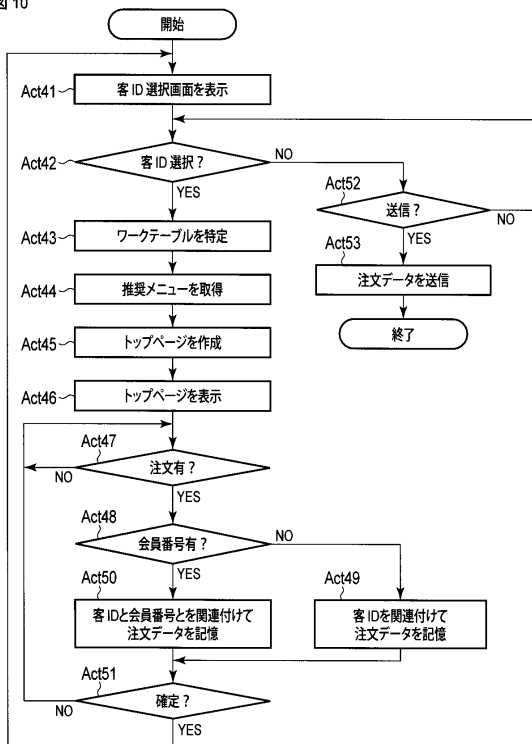 図10
開始
Act41
客ID選択画面を表示
Act42
客ID選択？
NO
YES
Act52
送信？
NO
YES
Act43
ワークテーブルを特定
Act53
注文データを送信
Act44
推奨メニューを取得
終了
Act45
トップページを作成
Act46
トップページを表示
Act47
注文有？
NO
YES
Act48
会員番号有？
NO
YES
Act50
客IDと会員番号とを関連付けて
注文データを記憶
Act49
客IDを関連付けて
注文データを記憶
Act51
確定？
NO
YES